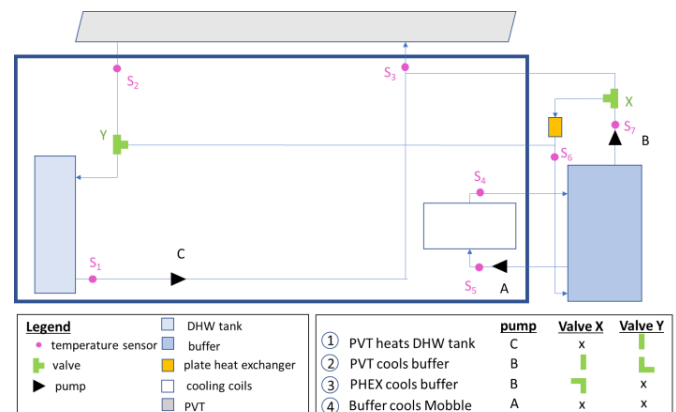 S2
S3
X
S7
Y
B
S6
S4
C
S1
S5
A
Legend
temperature sensor
valve
pump
DHW tank
buffer
plate heat exchanger
cooling coils
PVT
pump Valve X Valve Y
1 PVT heats DHW tank C x
2 PVT cools buffer B
3 PHEX cools buffer B x
4 Buffer cools Mobble A x x